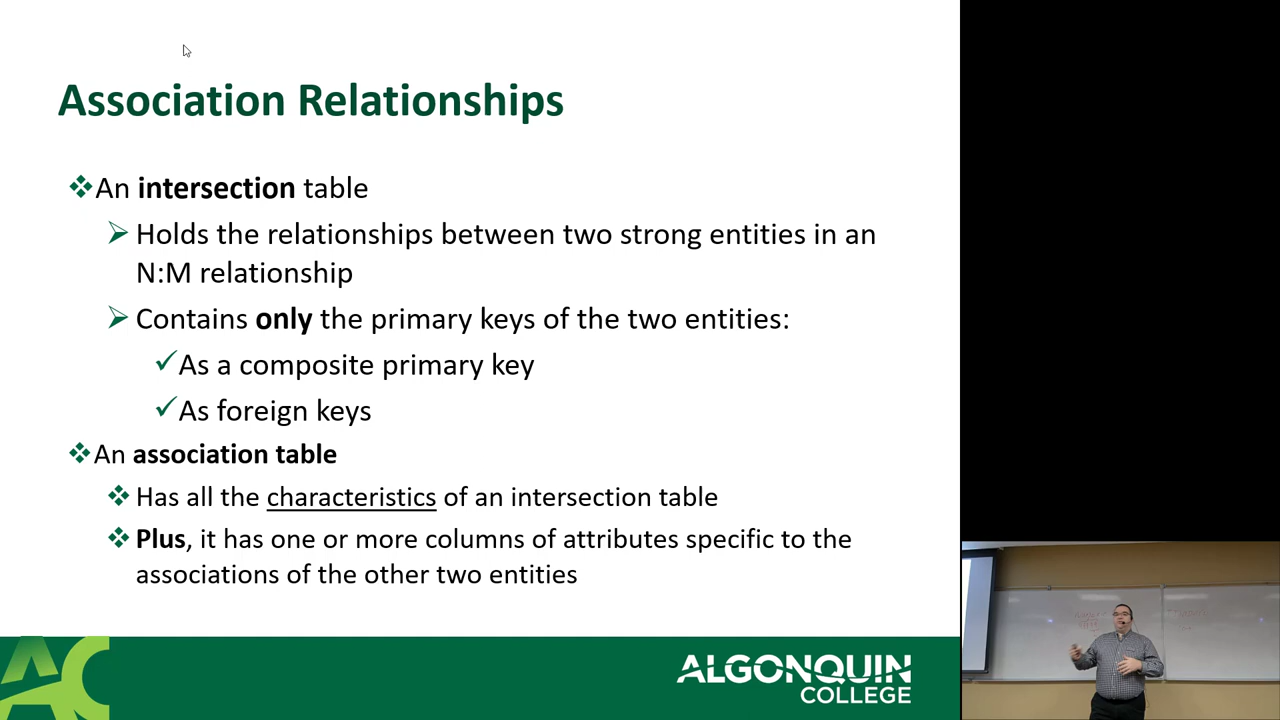 Association Relationships
An intersection table
Holds the relationships between two strong entities in an
N:M relationship
Contains only the primary keys of the two entities:
As a composite primary key
As foreign keys
An association table
Has all the characteristics of an intersection table
Plus, it has one or more columns of attributes specific to the
associations of the other two entities
AC
ALGONQUIN
COLLEGE